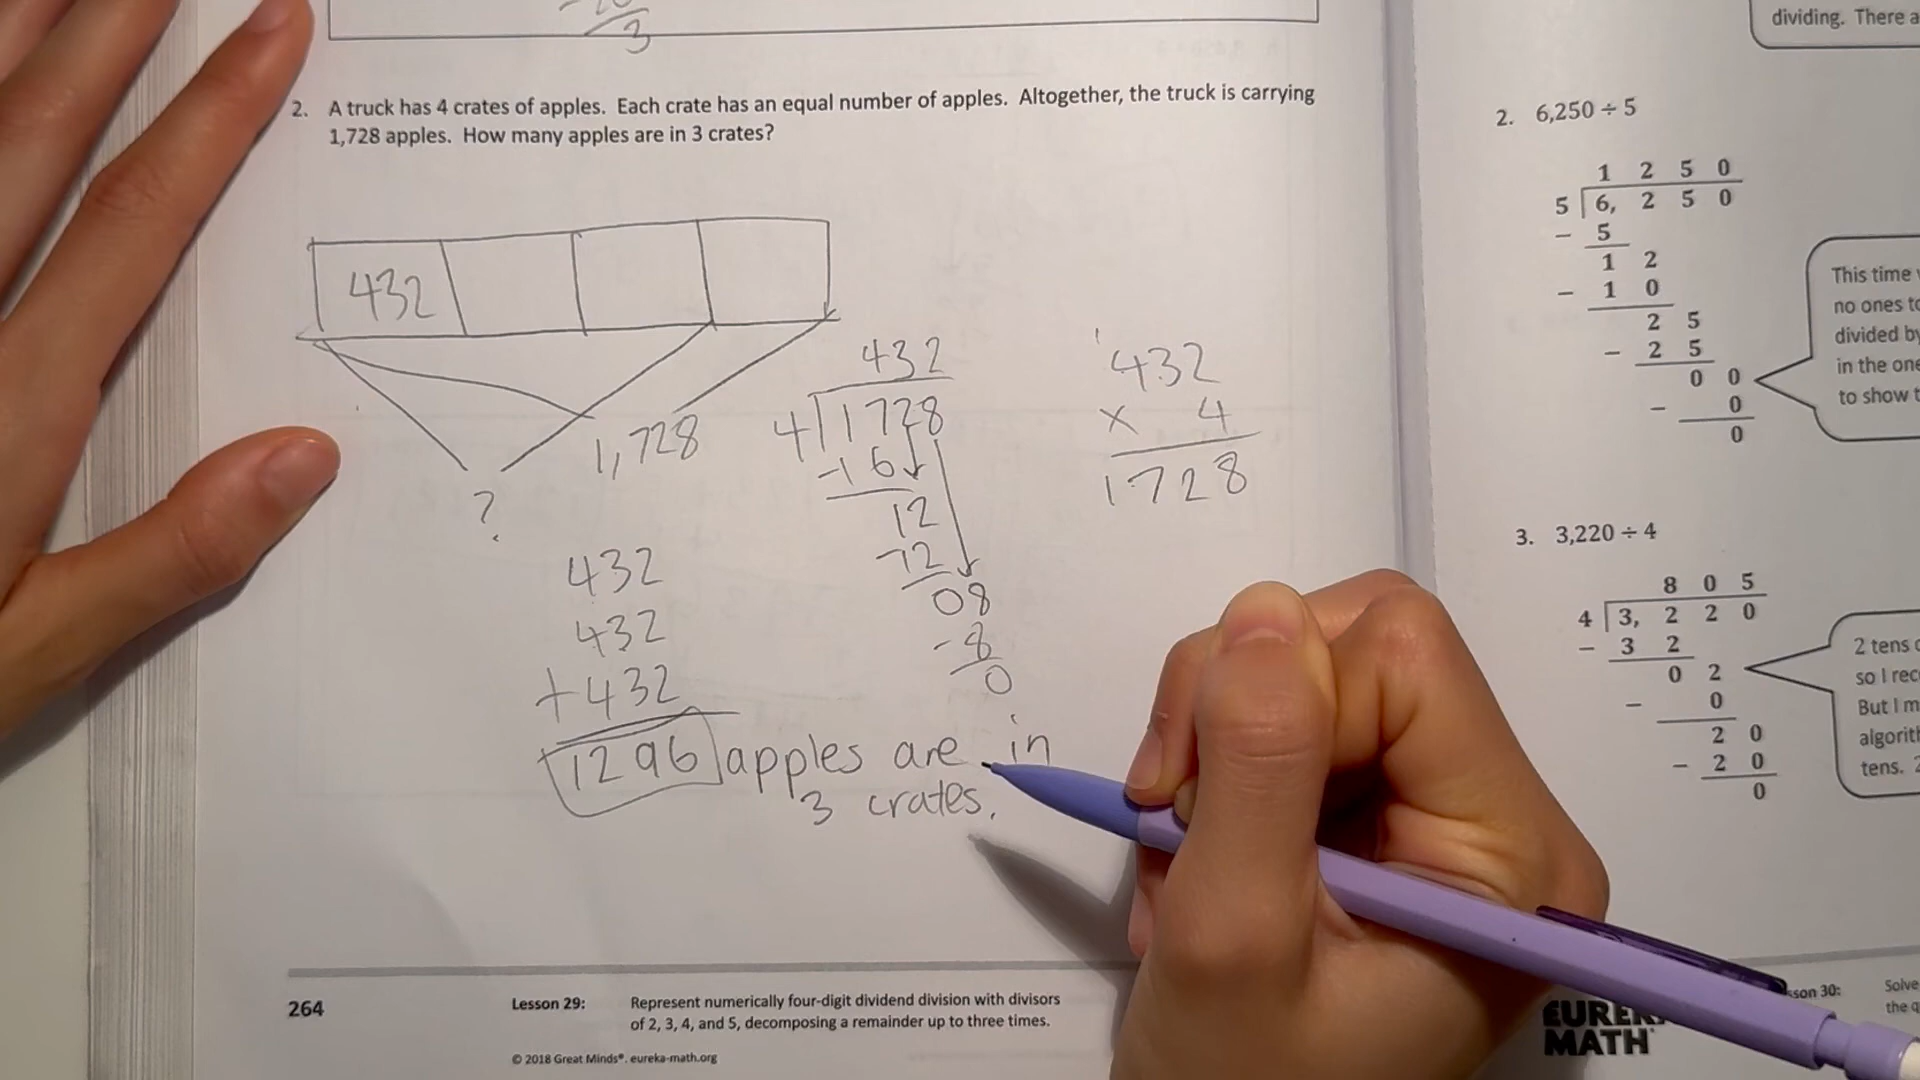 3
2. A truck has 4 crates of apples. Each crate has an equal number of apples. Altogether, the truck is carrying
1,728 apples. How many apples are in 3 crates?
432
1,728
?
432
4 1728
-16
12
-12
08
-8
0
432
x 4
1728
432
432
+432
1296 apples are in
3 crates.
264
Lesson 29: Represent numerically four-digit dividend division with divisors
of 2, 3, 4, and 5, decomposing a remainder up to three times.
© 2018 Great Minds®. eureka-math.org
dividing. There a
2. 6,250 ÷ 5
1 2 5 0
5 6, 2 5 0
- 5
1 2
- 1 0
2 5
- 2 5
0 0
- 0
0
This time
no ones to
divided by
in the one
to show t
3. 3,220 ÷ 4
8 0 5
4 3, 2 2 0
- 3 2
0 2
- 0
2 0
- 2 0
0
2 tens
so I rec
But I m
algorith
tens. 2
son 30: Solve
the q
EUREKA
MATH